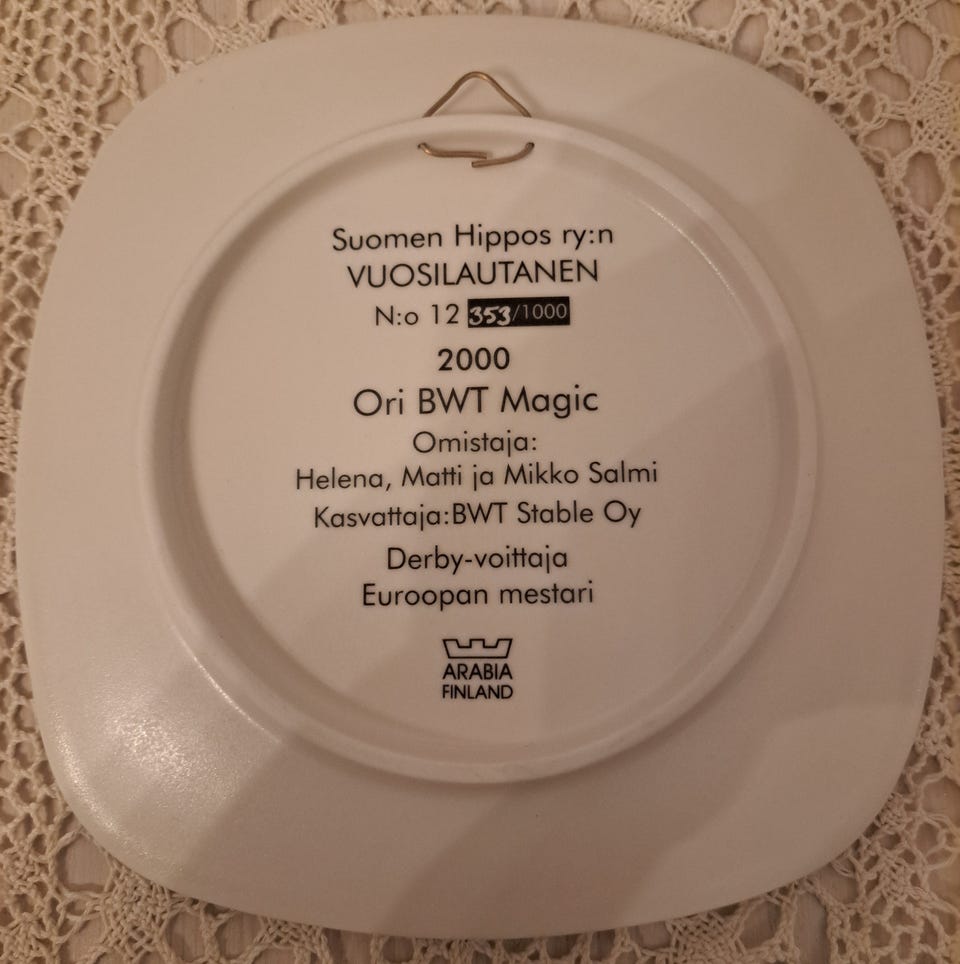 Suomen Hippos ry:n
VUOSILAUTANEN
N:o 12 353/1000
2000
Ori BWT Magic
Omistaja:
Helena, Matti ja Mikko Salmi
Kasvattaja:BWT Stable Oy
Derby-voittaja
Euroopan mestari
ARABIA
FINLAND